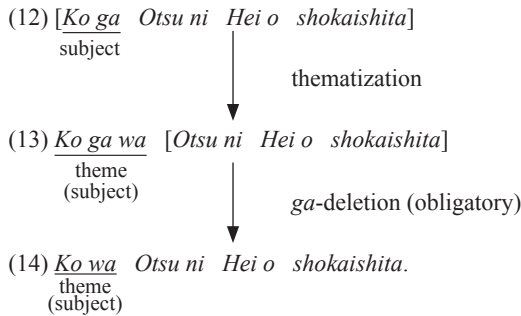 (12) [Ko ga Otsu ni Hei o shokaishita]
subject
thematization
(13) Ko ga wa [Otsu ni Hei o shokaishita]
theme
(subject)
ga-deletion (obligatory)
(14) Ko wa Otsu ni Hei o shokaishita.
theme
(subject)